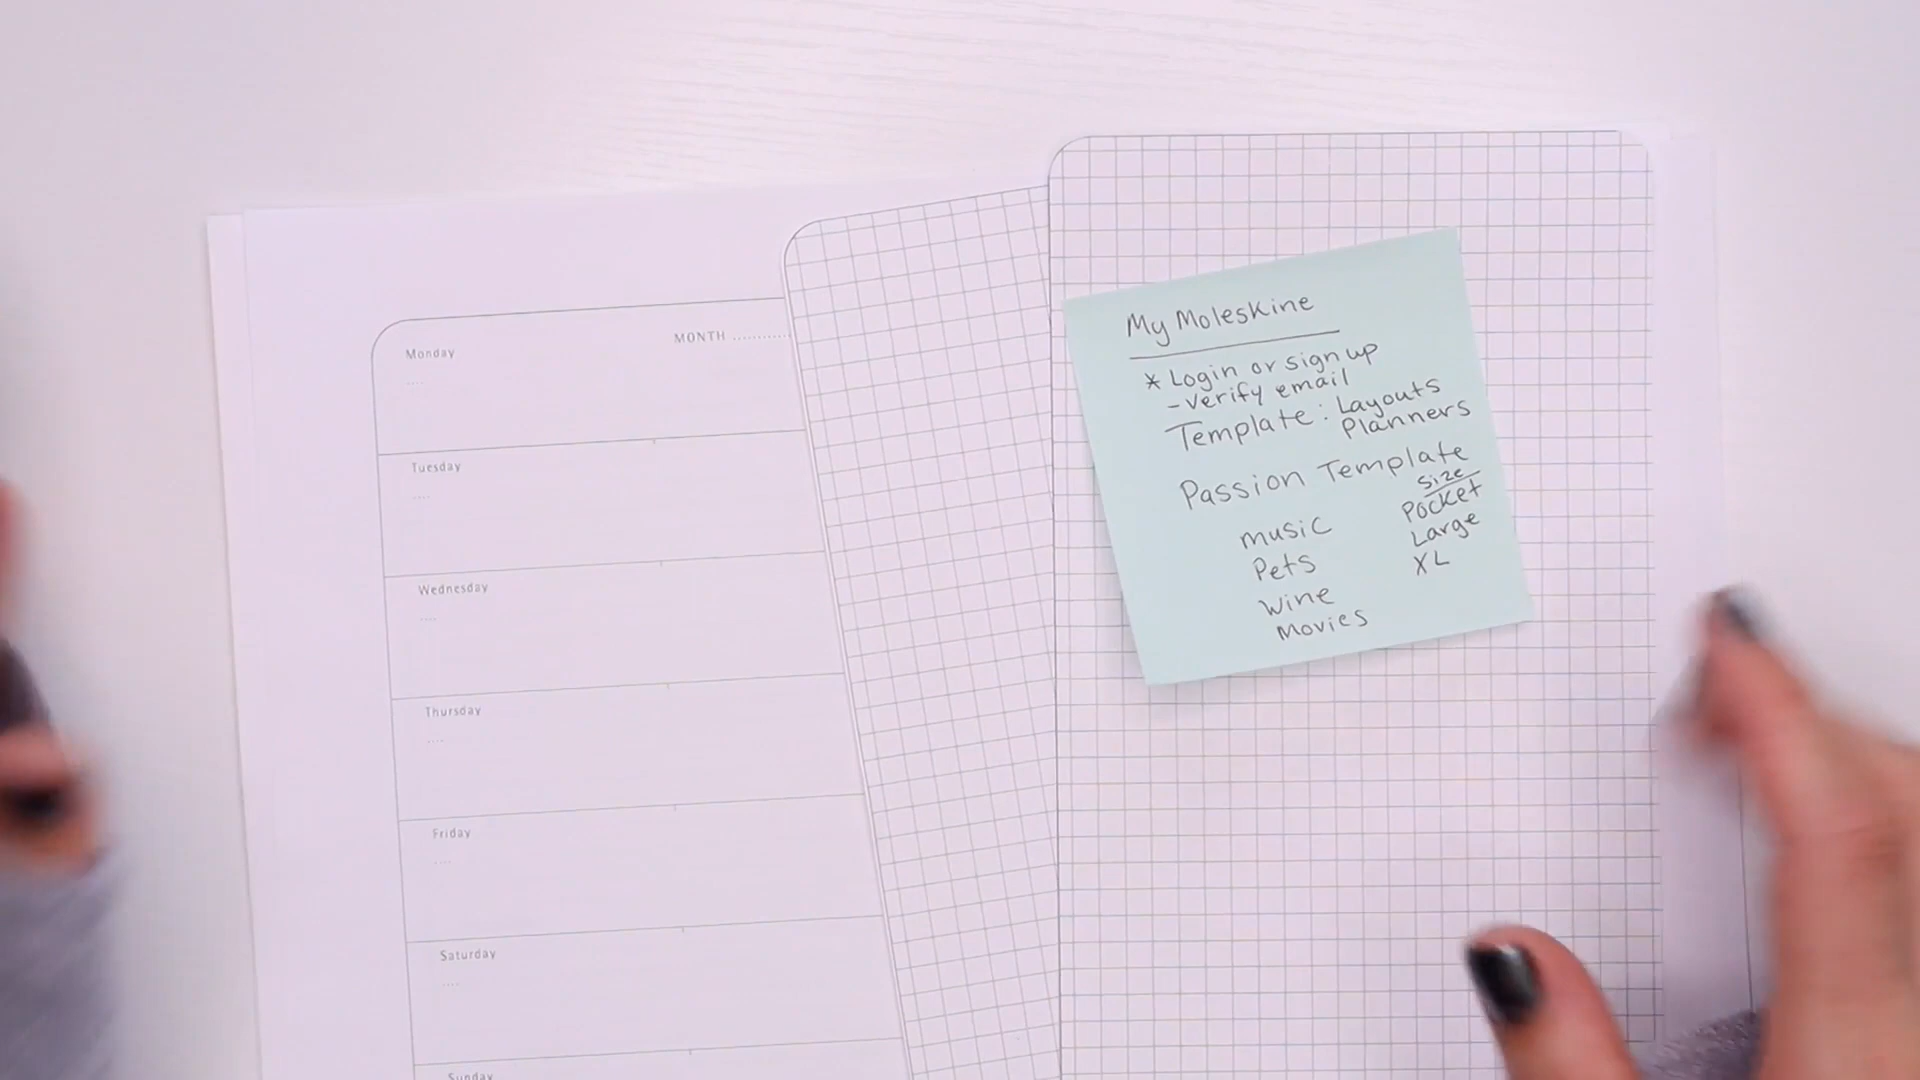 MONTH ............
Monday
....
Tuesday
....
Wednesday
....
Thursday
....
Friday
....
Saturday
....
Sunday
My Moleskine
* Login or sign up
- Verify email
Template: Layouts
Planners
Passion Template
Size
Pocket
Large
XL
music
Pets
Wine
Movies